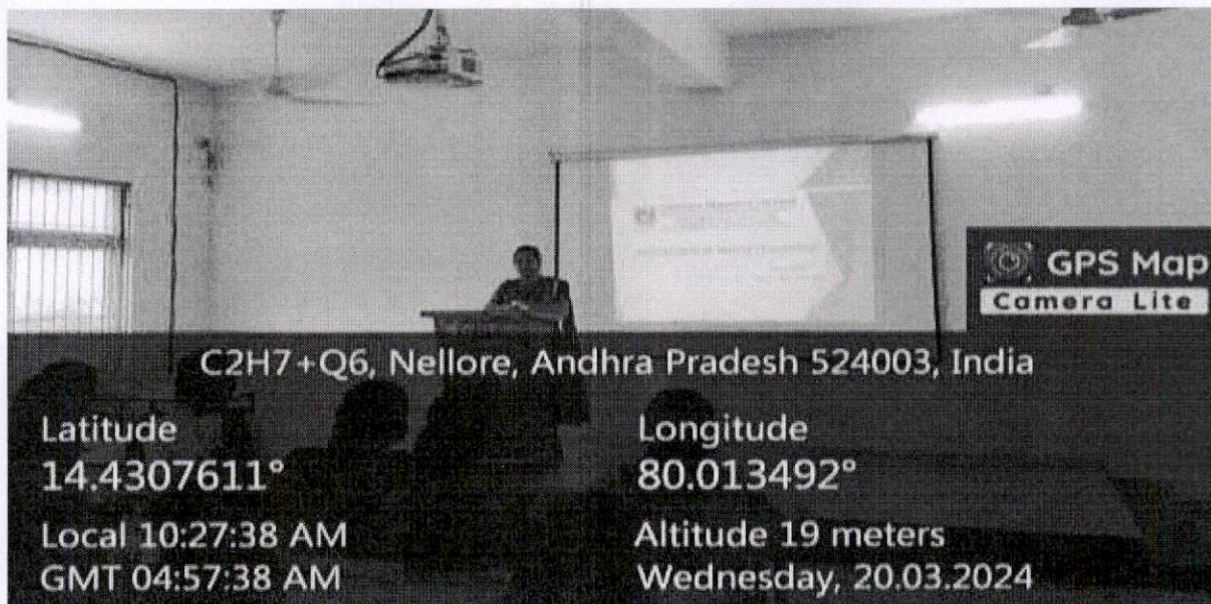 GPS Map
Camera Lite
C2H7+Q6, Nellore, Andhra Pradesh 524003, India
Latitude
14.4307611°
Longitude
80.013492°
Local 10:27:38 AM
GMT 04:57:38 AM
Altitude 19 meters
Wednesday, 20.03.2024